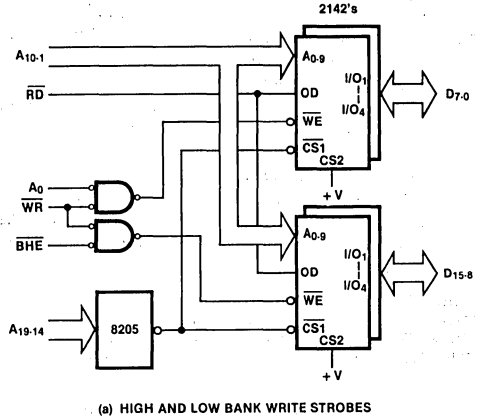 2142's
A10-1
A0-9
I/O1
I/O4
D7-0
RD
OD
WE
CS1
CS2
+ V
A0
WR
BHE
A0-9
I/O1
I/O4
D15-8
OD
WE
A19-14
8205
CS1
CS2
+ V
(a) HIGH AND LOW BANK WRITE STROBES